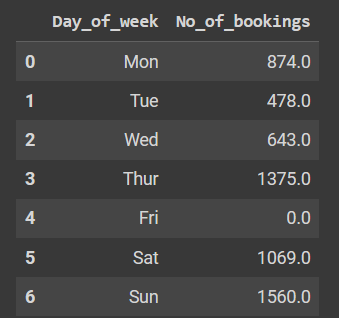 Day_of_week No_of_bookings
0 Mon 874.0
1 Tue 478.0
2 Wed 643.0
3 Thur 1375.0
4 Fri 0.0
5 Sat 1069.0
6 Sun 1560.0